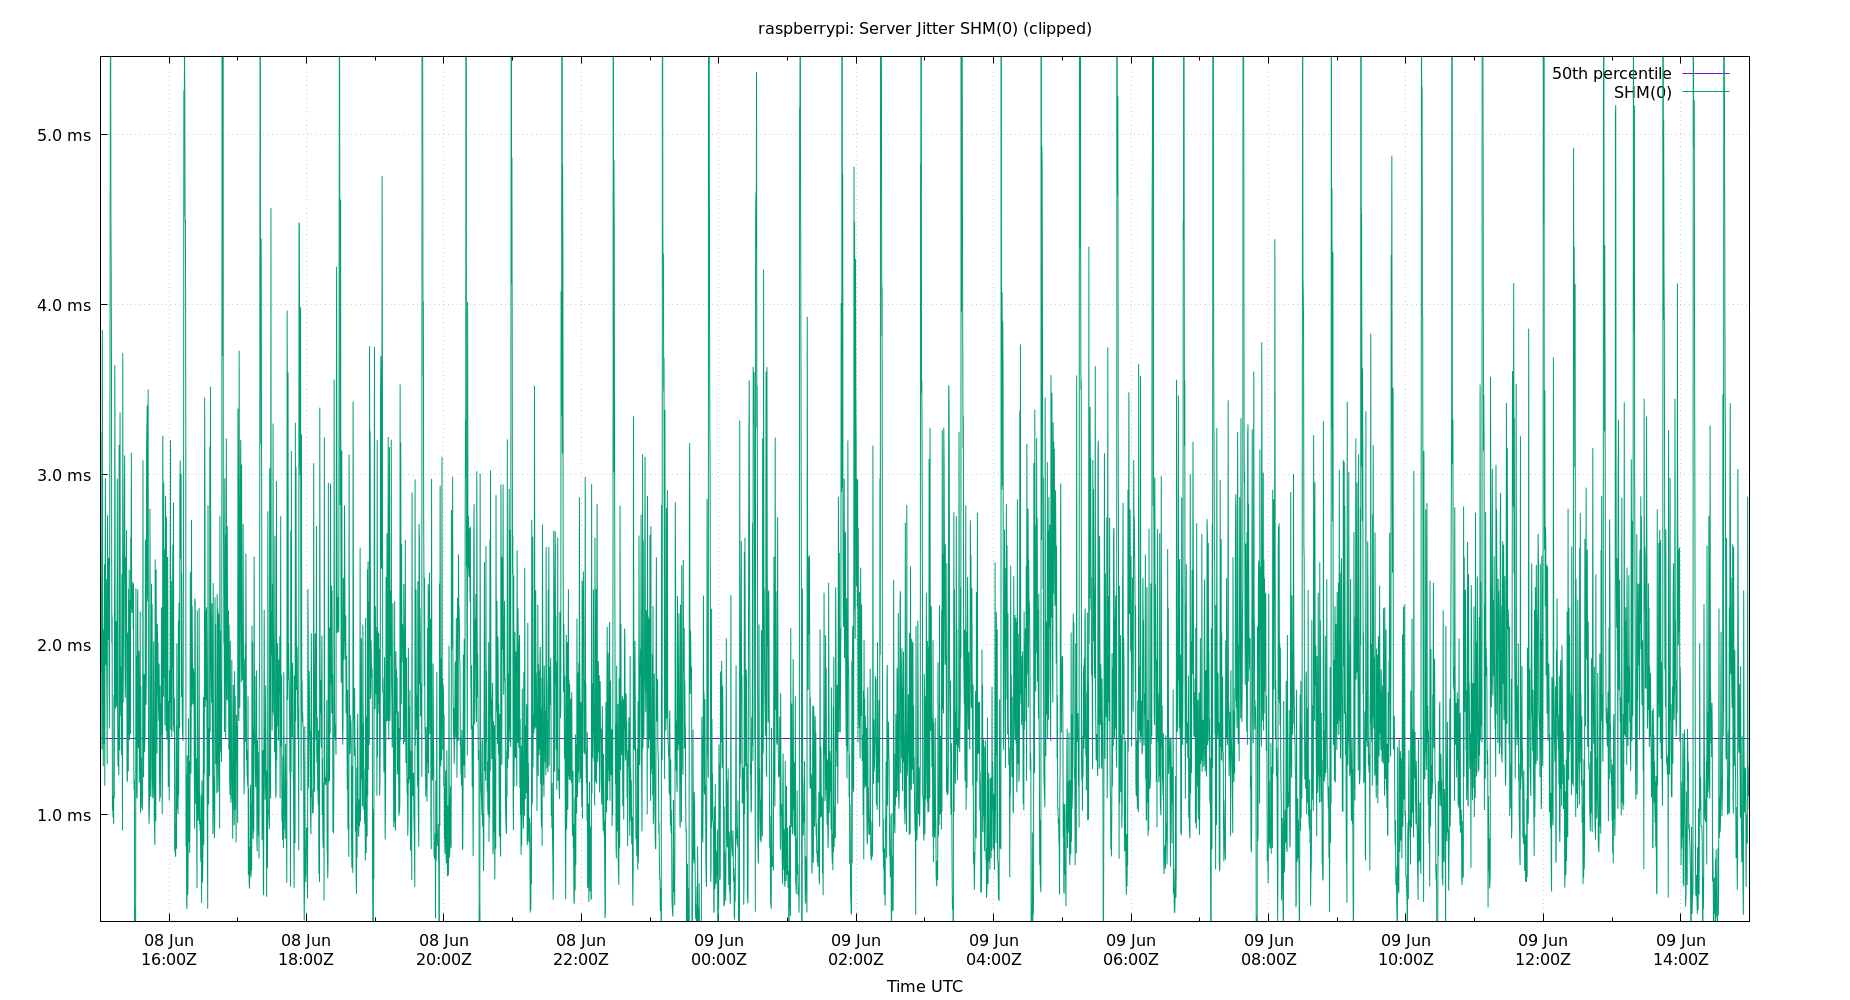 raspberrypi: Server Jitter SHM(0) (clipped)
50th percentile
SHM(0)
5.0 ms
4.0 ms
3.0 ms
2.0 ms
1.0 ms
08 Jun 08 Jun 08 Jun 08 Jun 09 Jun 09 Jun 09 Jun 09 Jun 09 Jun 09 Jun 09 Jun 09 Jun
16:00Z 18:00Z 20:00Z 22:00Z 00:00Z 02:00Z 04:00Z 06:00Z 08:00Z 10:00Z 12:00Z 14:00Z
Time UTC